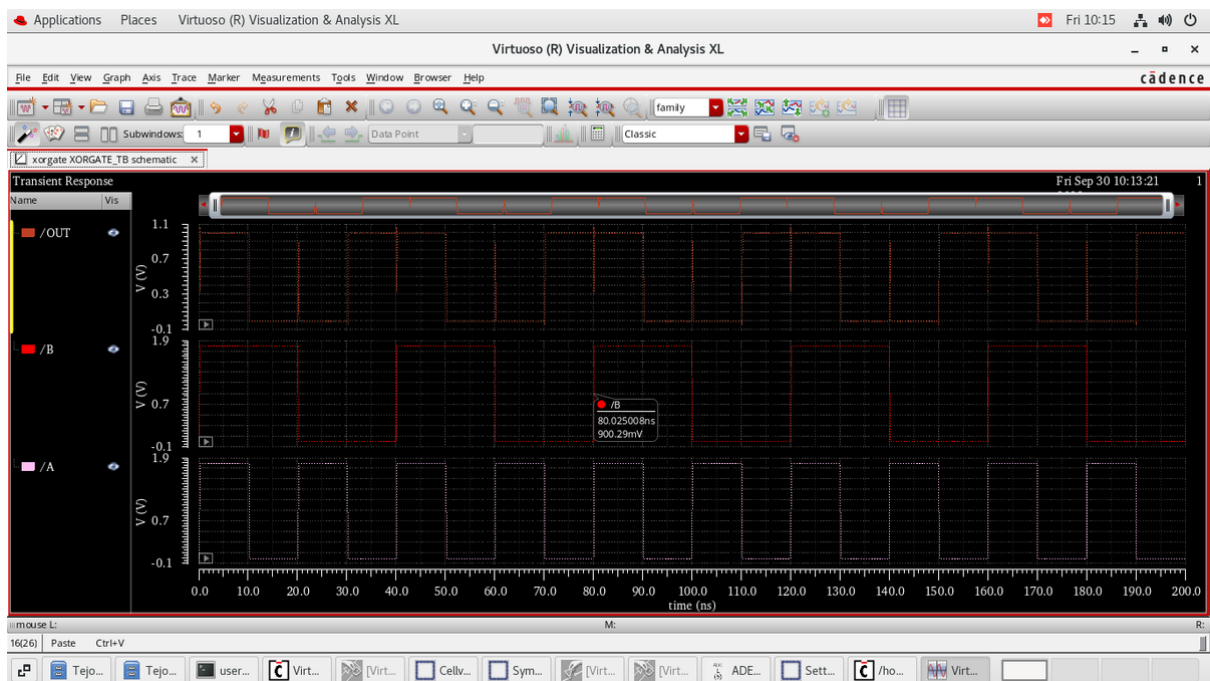 Applications Places Virtuoso (R) Visualization & Analysis XL Fri 10:15
Virtuoso (R) Visualization & Analysis XL
File Edit View Graph Axis Trace Marker Measurements Tools Window Browser Help cādence
family
Subwindows: 1 Data Point Classic
xorgate XORGATE_TB schematic
Transient Response Fri Sep 30 10:13:21 1
Name Vis
/OUT
1.1
0.7
0.3
-0.1
V (V)
/B
1.9
0.7
-0.1
V (V)
/B
80.025008ns
900.29mV
/A
1.9
0.7
-0.1
V (V)
0.0 10.0 20.0 30.0 40.0 50.0 60.0 70.0 80.0 90.0 100.0 110.0 120.0 130.0 140.0 150.0 160.0 170.0 180.0 190.0 200.0
time (ns)
mouse L: M: R:
16(26) Paste Ctrl+V
Tejo... Tejo... user... Virt... [Virt... Cellv... Sym... [Virt... [Virt... ADE... Sett... /ho... Virt...